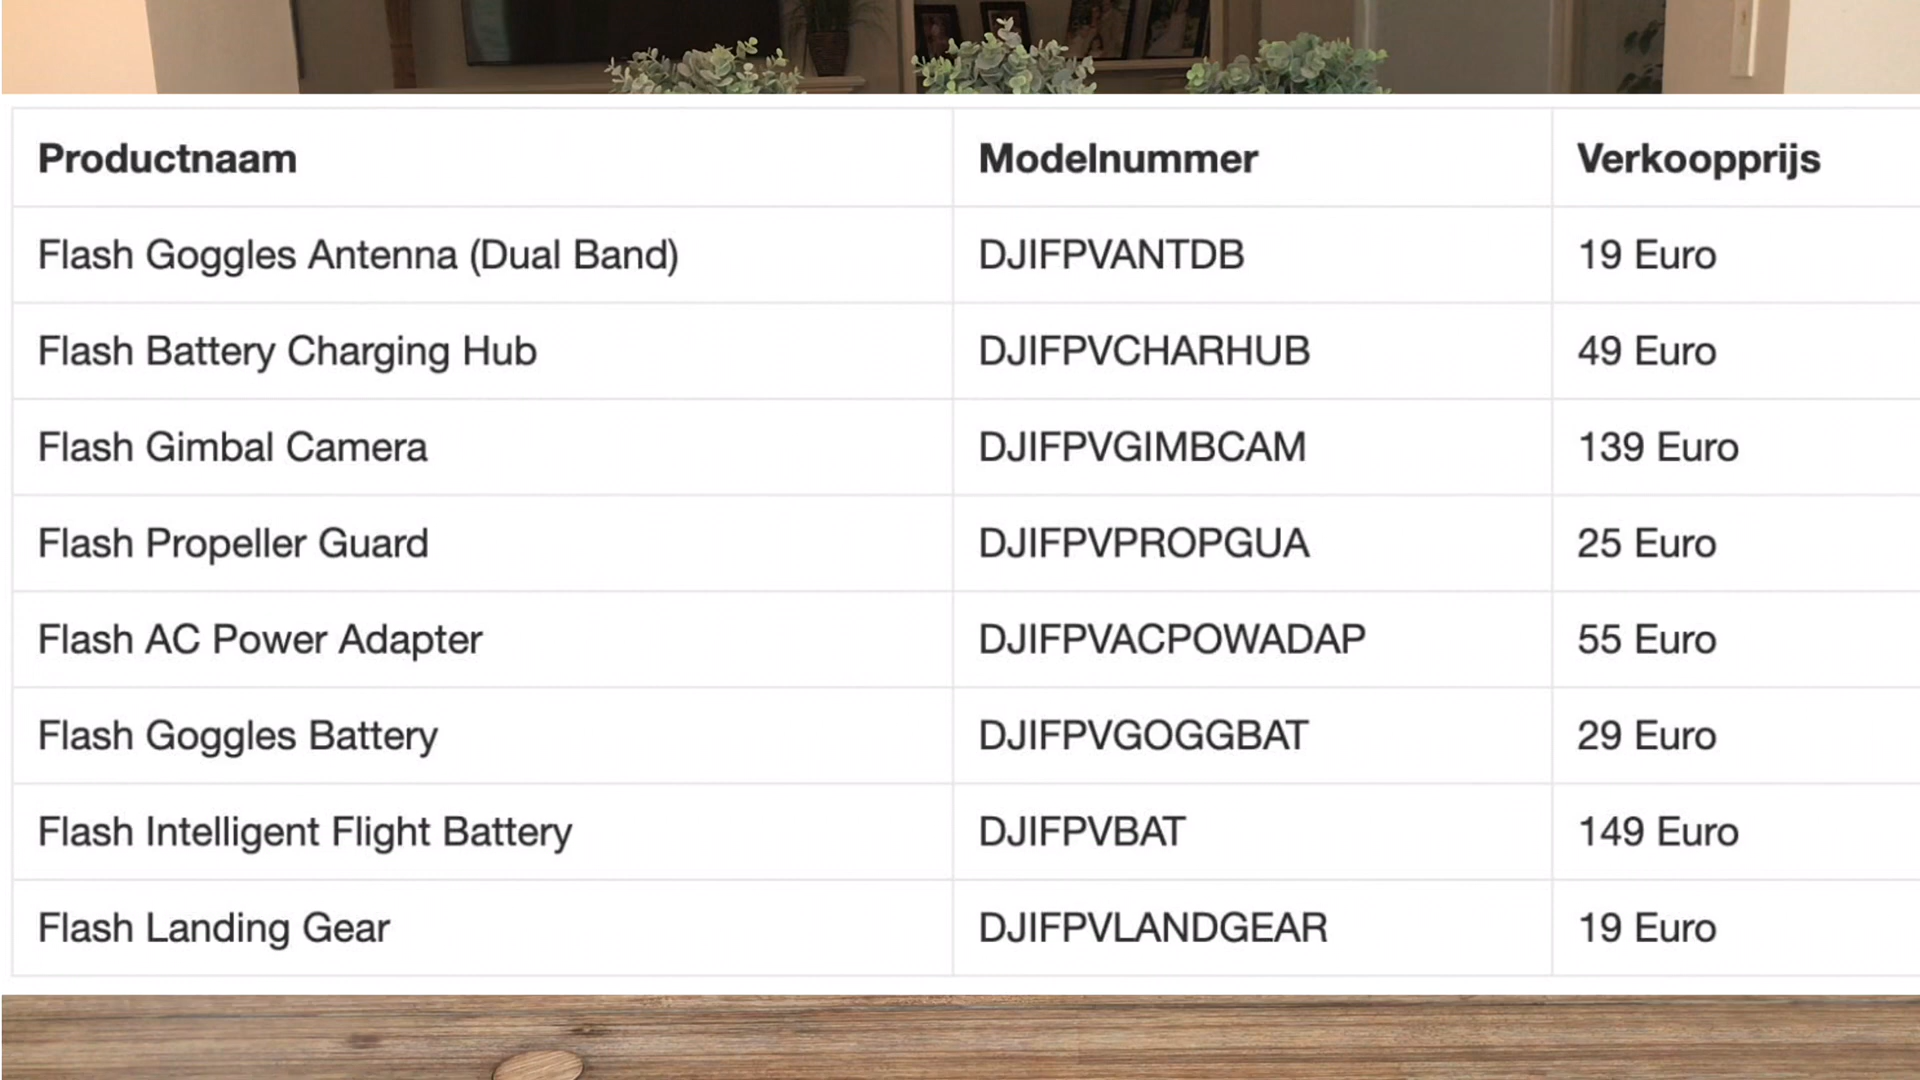 Productnaam Modelnummer Verkoopprijs
Flash Goggles Antenna (Dual Band) DJIFPVANTDB 19 Euro
Flash Battery Charging Hub DJIFPVCHARHUB 49 Euro
Flash Gimbal Camera DJIFPVGIMBCAM 139 Euro
Flash Propeller Guard DJIFPVPROPGUA 25 Euro
Flash AC Power Adapter DJIFPVACPOWADAP 55 Euro
Flash Goggles Battery DJIFPVGOGGBAT 29 Euro
Flash Intelligent Flight Battery DJIFPVBAT 149 Euro
Flash Landing Gear DJIFPVLANDGEAR 19 Euro